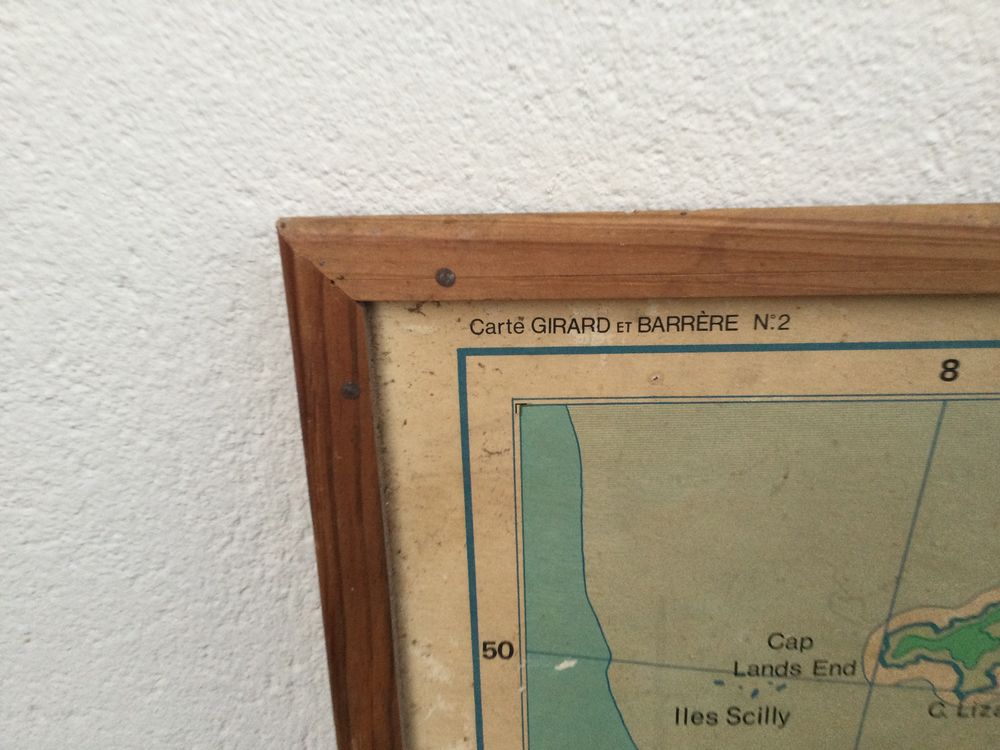 Carte GIRARD ET BARRÈRE N°.2
8
50
Cap
Lands End
Iles Scilly